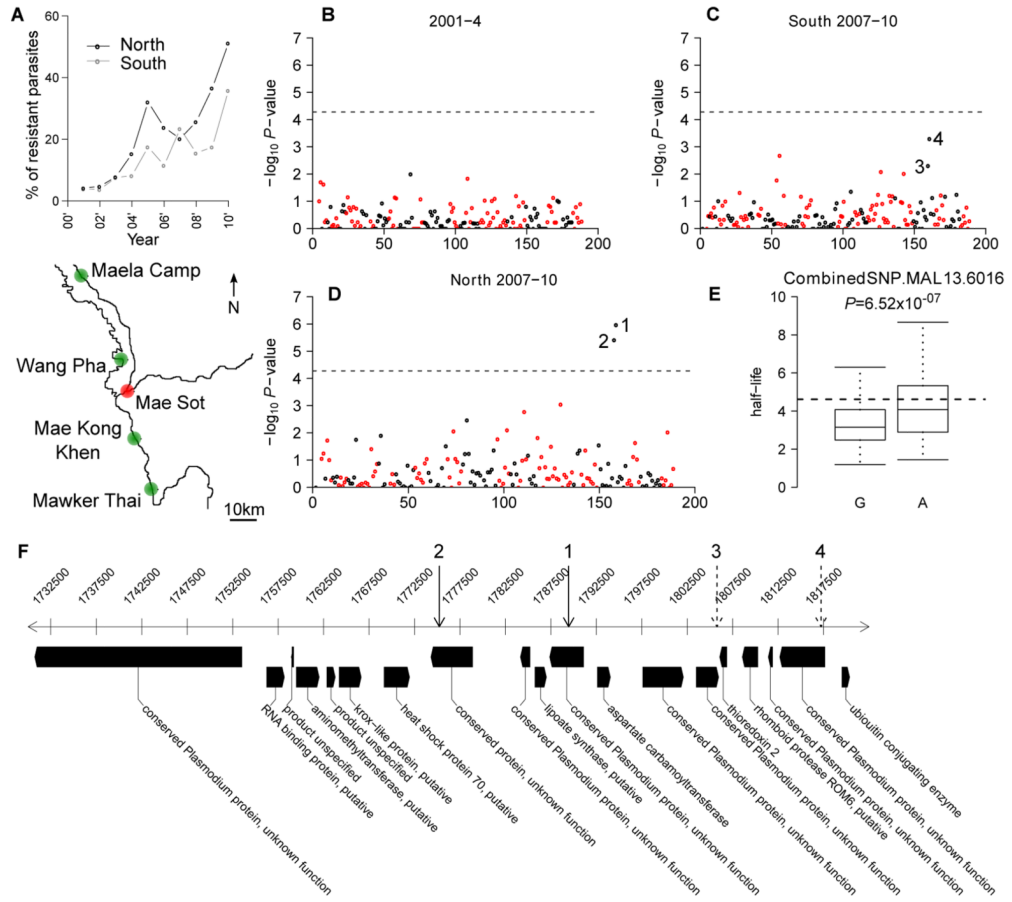 A
60
40
20
0
% of resistant parasites
North
South
00'
02'
04'
06'
08'
10'
Year
B
2001−4
7
6
5
4
3
2
1
0
−log10 P−value
0
50
100
150
200
C
South 2007−10
7
6
5
4
3
2
1
0
−log10 P−value
4
3
0
50
100
150
200
Maela Camp
N
Wang Pha
Mae Sot
Mae Kong
Khen
Mawker Thai
10km
D
North 2007−10
7
6
5
4
3
2
1
0
−log10 P−value
1
2
0
50
100
150
200
E
CombinedSNP.MAL13.6016
P=6.52x10-07
10
8
6
4
2
0
half−life
G
A
F
2
1
3
4
1732500
1737500
1742500
1747500
1752500
1757500
1762500
1767500
1772500
1777500
1782500
1787500
1792500
1797500
1802500
1807500
1812500
1817500
conserved Plasmodium protein, unknown function
RNA binding protein, putative
product unspecified
aminomethyltransferase, putative
product unspecified
krox−like protein, putative
heat shock protein 70, putative
conserved protein, unknown function
conserved Plasmodium protein, unknown function
lipoate synthase, putative
conserved Plasmodium protein, unknown function
aspartate carbamoyltransferase
conserved Plasmodium protein, unknown function
conserved Plasmodium protein, unknown function
thioredoxin 2
rhomboid protease ROM6, putative
conserved Plasmodium protein, unknown function
conserved Plasmodium protein, unknown function
ubiquitin conjugating enzyme